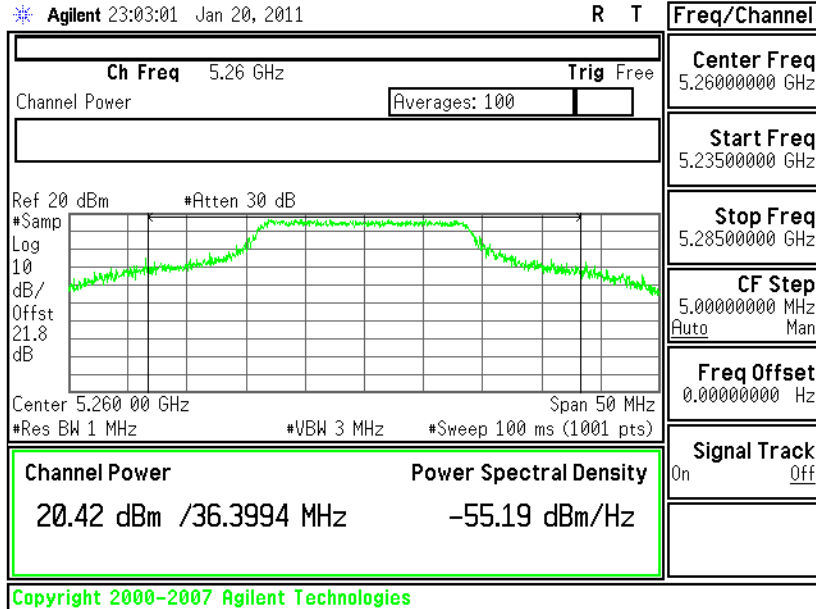 Agilent 23:03:01 Jan 20, 2011 R T
Freq/Channel
Ch Freq 5.26 GHz Trig Free
Channel Power Averages: 100
Center Freq
5.26000000 GHz
Start Freq
5.23500000 GHz
Stop Freq
5.28500000 GHz
CF Step
5.00000000 MHz
Auto Man
Freq Offset
0.00000000 Hz
Signal Track
On Off
Ref 20 dBm #Atten 30 dB
#Samp
Log
10
dB/
Offst
21.8
dB
Center 5.260 00 GHz Span 50 MHz
#Res BW 1 MHz #VBW 3 MHz #Sweep 100 ms (1001 pts)
Channel Power Power Spectral Density
20.42 dBm /36.3994 MHz -55.19 dBm/Hz
Copyright 2000-2007 Agilent Technologies